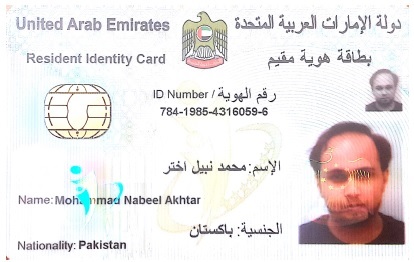 United Arab Emirates
دولة الإمارات العربية المتحدة
Resident Identity Card
بطاقة هوية مقيم
ID Number / رقم الهوية
784-1985-4316059-6
الإسم: محمد نبيل اختر
Name: Mohammad Nabeel Akhtar
الجنسية: باكستان
Nationality: Pakistan